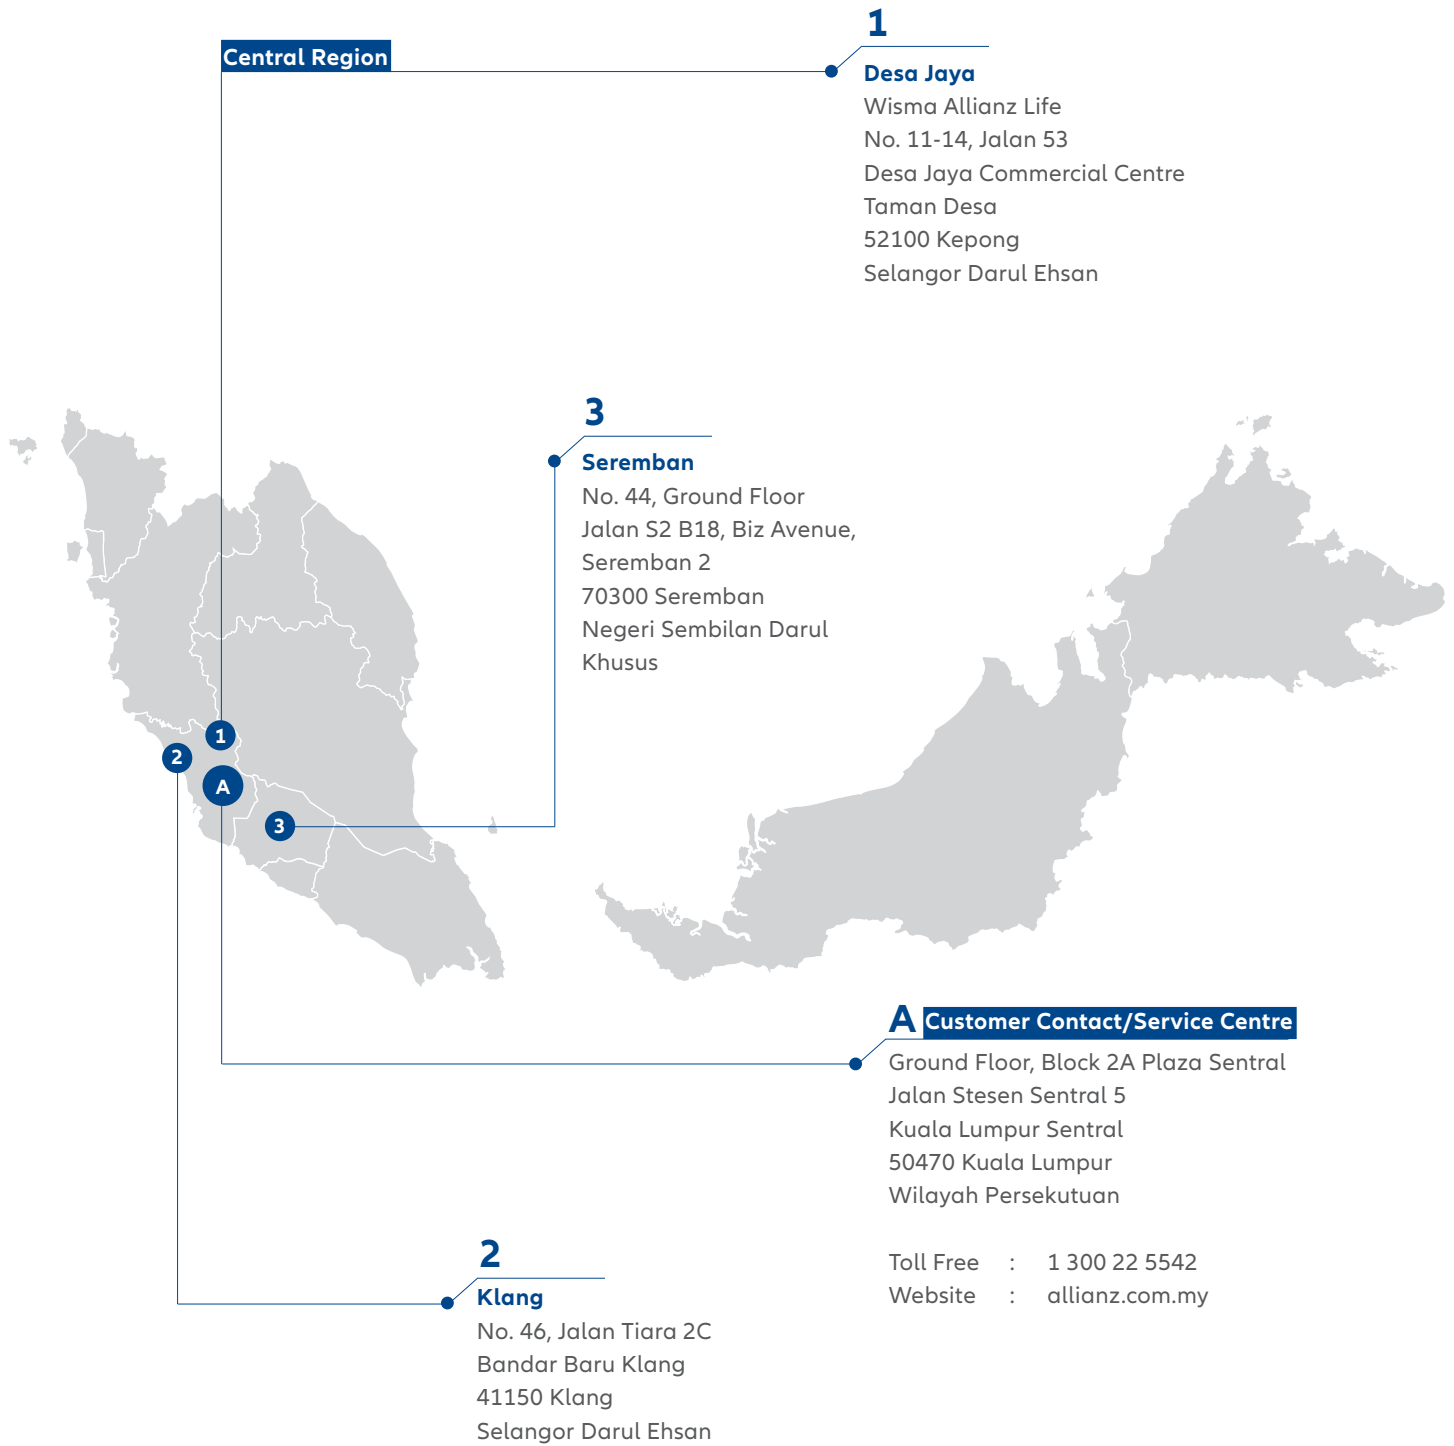 Central Region
1
Desa Jaya
Wisma Allianz Life
No. 11-14, Jalan 53
Desa Jaya Commercial Centre
Taman Desa
52100 Kepong
Selangor Darul Ehsan
3
Seremban
No. 44, Ground Floor
Jalan S2 B18, Biz Avenue,
Seremban 2
70300 Seremban
Negeri Sembilan Darul
Khusus
1
2
A
3
A Customer Contact/Service Centre
Ground Floor, Block 2A Plaza Sentral
Jalan Stesen Sentral 5
Kuala Lumpur Sentral
50470 Kuala Lumpur
Wilayah Persekutuan
Toll Free : 1 300 22 5542
Website : allianz.com.my
2
Klang
No. 46, Jalan Tiara 2C
Bandar Baru Klang
41150 Klang
Selangor Darul Ehsan